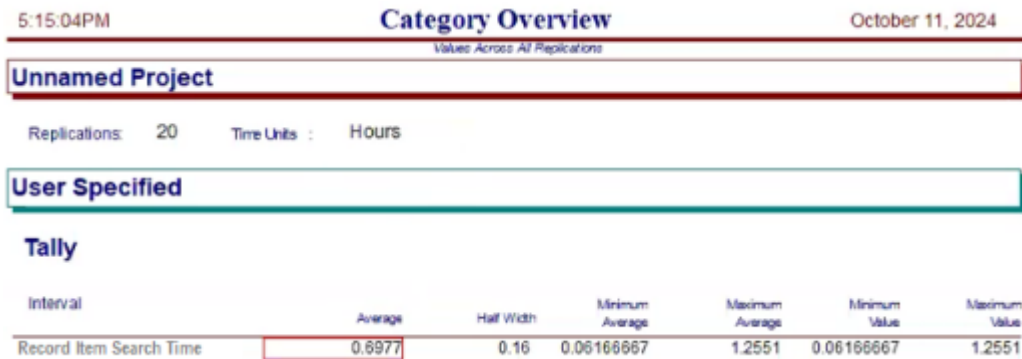 5:15:04PM Category Overview October 11, 2024
Values Across All Replications
Unnamed Project
Replications: 20 Time Units : Hours
User Specified
Tally
Interval Average Half Width Minimum Average Maximum Average Minimum Value Maximum Value
Record Item Search Time 0.6977 0.16 0.06166667 1.2551 0.06166667 1.2551